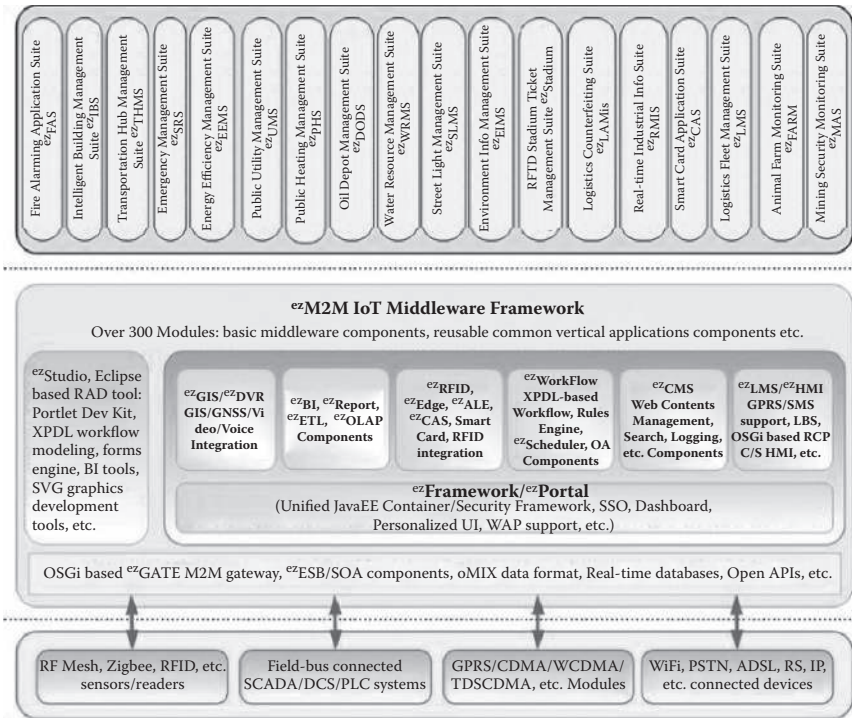 Fire Alarming Application Suite
ezFAS
Intelligent Building Management
Suite ezIBS
Transportation Hub Management
Suite ezTHMS
Emergency Management Suite
ezSRS
Energy Efficiency Management Suite
ezEEMS
Public Utility Management Suite
ezUMS
Public Heating Management Suite
ezPHS
Oil Depot Management Suite
ezDODS
Water Resource Management Suite
ezWRMS
Street Light Management Suite
ezSLMS
Environment Info Management Suite
ezEIMS
RFTD Stadium Ticket
Management Suite ezStadium
Logistics Counterfeiting Suite
ezLAMis
Real-time Industrial Info Suite
ezRMIS
Smart Card Application Suite
ezCAS
Logistics Fleet Management Suite
ezLMS
Animal Farm Monitoring Suite
ezFARM
Mining Security Monitoring Suite
ezMAS
ezM2M IoT Middleware Framework
Over 300 Modules: basic middleware components, reusable common vertical applications components etc.
ezStudio, Eclipse
based RAD tool:
Portlet Dev Kit,
XPDL workflow
modeling, forms
engine, BI tools,
SVG graphics
development
tools, etc.
ezGIS/ezDVR
GIS/GNSS/Vi
deo/Voice
Integration
ezBI, ezReport,
ezETL, ezOLAP
Components
ezRFID,
ezEdge, ezALE,
ezCAS, Smart
Card, RFID
integration
ezWorkFlow
XPDL-based
Workflow, Rules
Engine,
ezScheduler, OA
Components
ezCMS
Web Contents
Management,
Search, Logging,
etc. Components
ezLMS/ezHMI
GPRS/SMS
support, LBS,
OSGi based RCP
C/S HMI, etc.
ezFramework/ezPortal
(Unified JavaEE Container/Security Framework, SSO, Dashboard,
Personalized UI, WAP support, etc.)
OSGi based ezGATE M2M gateway, ezESB/SOA components, oMIX data format, Real-time databases, Open APIs, etc.
RF Mesh, Zigbee, RFID, etc.
sensors/readers
Field-bus connected
SCADA/DCS/PLC systems
GPRS/CDMA/WCDMA/
TDSCDMA, etc. Modules
WiFi, PSTN, ADSL, RS, IP,
etc. connected devices